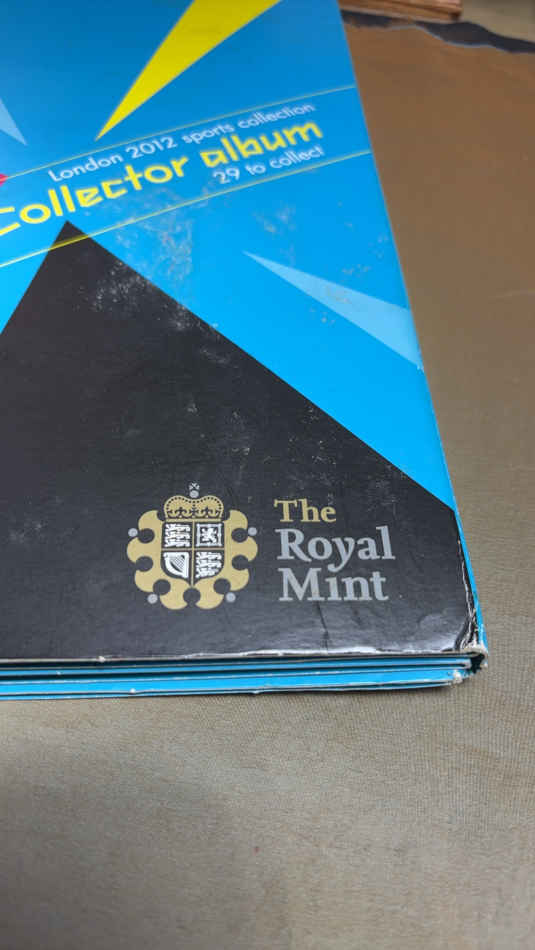 London 2012 sports collection
Collector album
29 to collect
The
Royal
Mint